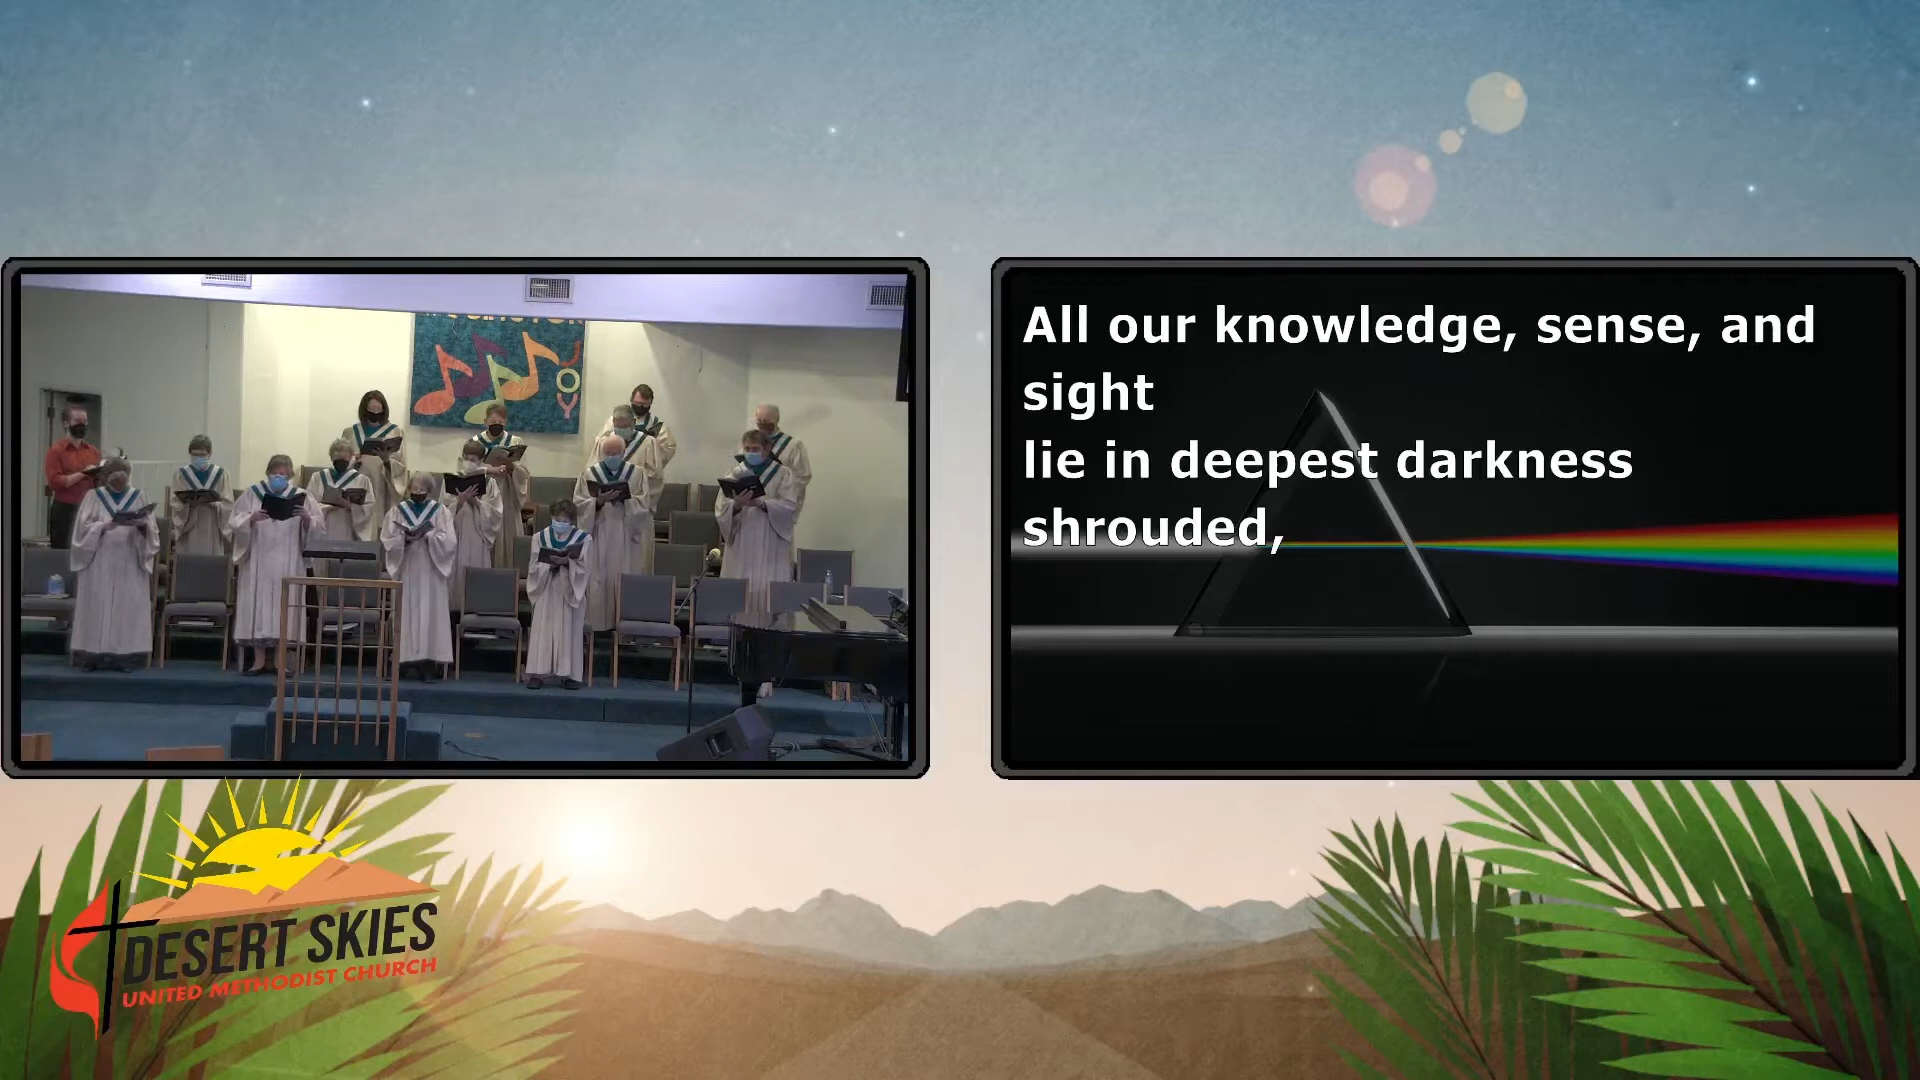 JOY
All our knowledge, sense, and
sight
lie in deepest darkness
shrouded,
DESERT SKIES
UNITED METHODIST CHURCH